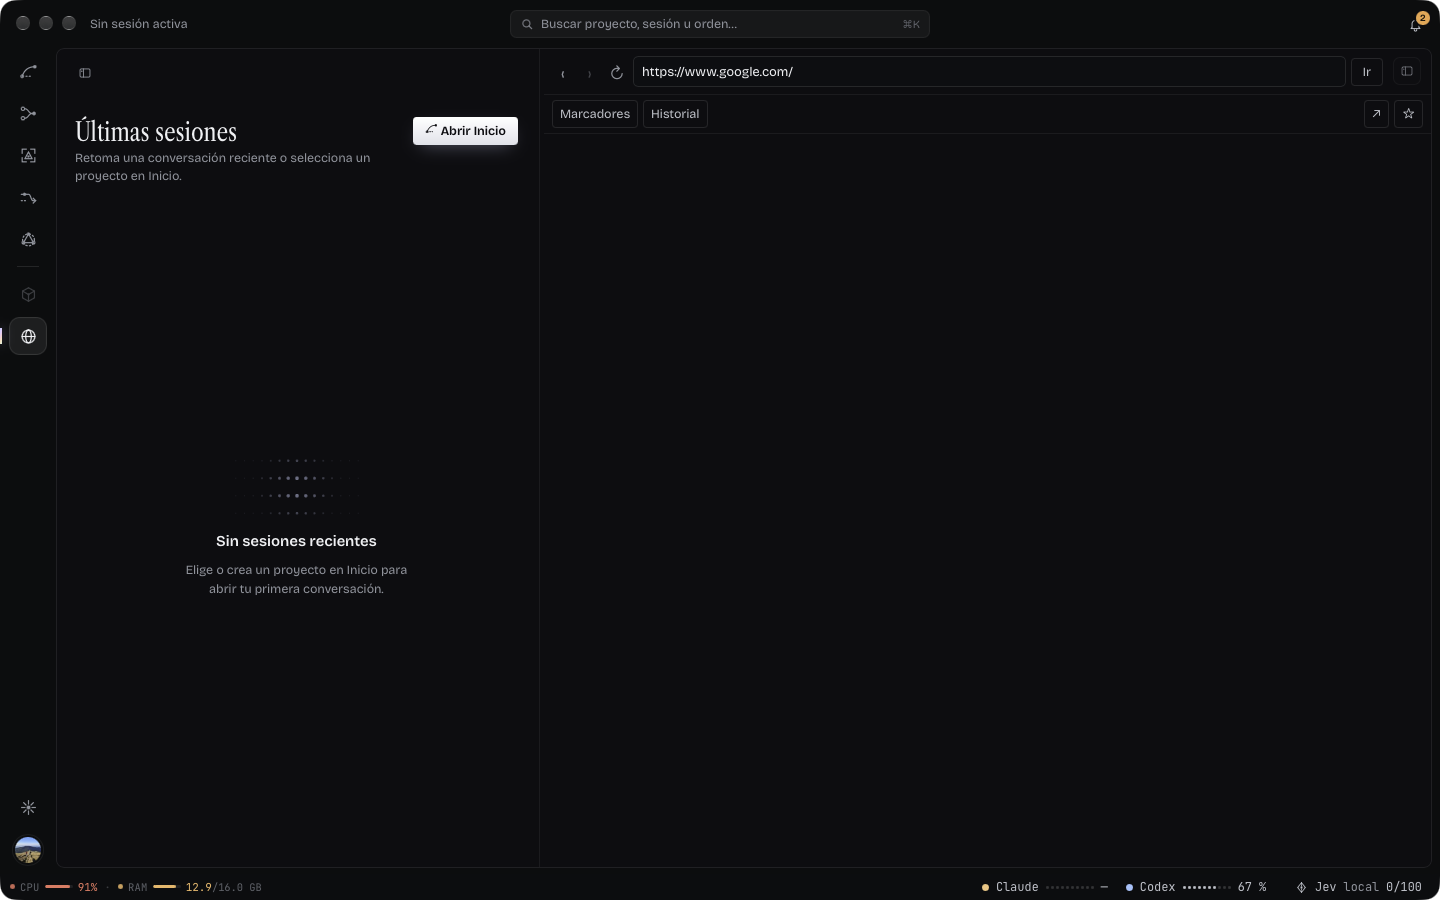 Sin sesión activa
Buscar proyecto, sesión u orden...
⌘K
2
https://www.google.com/
Ir
Marcadores
Historial
Últimas sesiones
Abrir Inicio
Retoma una conversación reciente o selecciona un
proyecto en Inicio.
Sin sesiones recientes
Elige o crea un proyecto en Inicio para
abrir tu primera conversación.
CPU 91% · RAM 12.9/16.0 GB
Claude — Codex 67 % Jev local 0/100